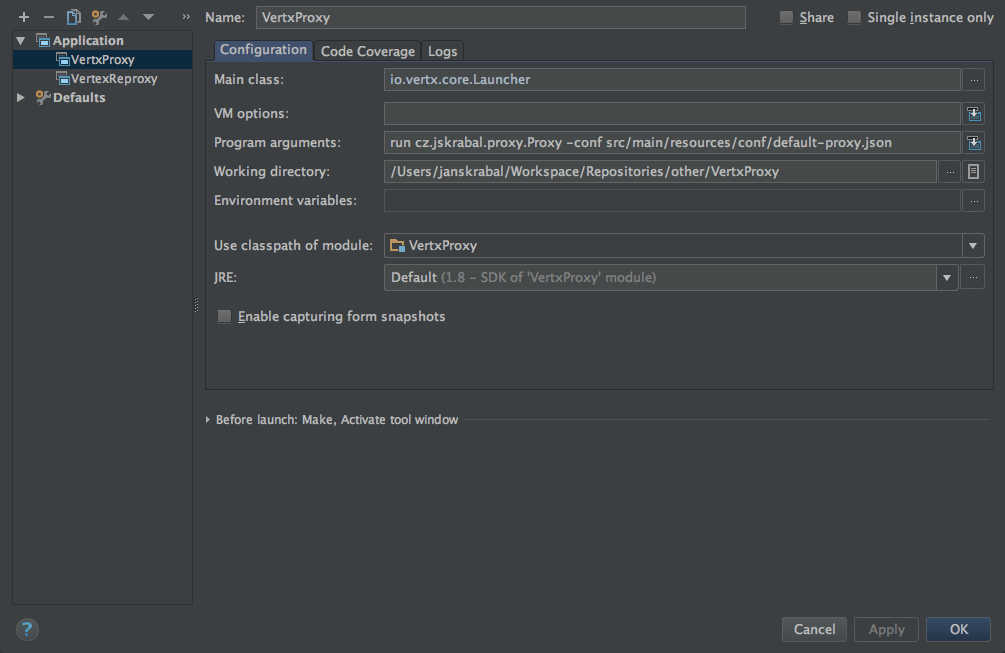 Name: VertxProxy Share Single instance only
Application
VertxProxy
VertexReproxy
Defaults
Configuration Code Coverage Logs
Main class: io.vertx.core.Launcher ...
VM options:
Program arguments: run cz.jskrabal.proxy.Proxy -conf src/main/resources/conf/default-proxy.json
Working directory: /Users/janskrabal/Workspace/Repositories/other/VertxProxy ...
Environment variables: ...
Use classpath of module: VertxProxy
JRE: Default (1.8 – SDK of 'VertxProxy' module) ...
Enable capturing form snapshots
Before launch: Make, Activate tool window
? Cancel Apply OK